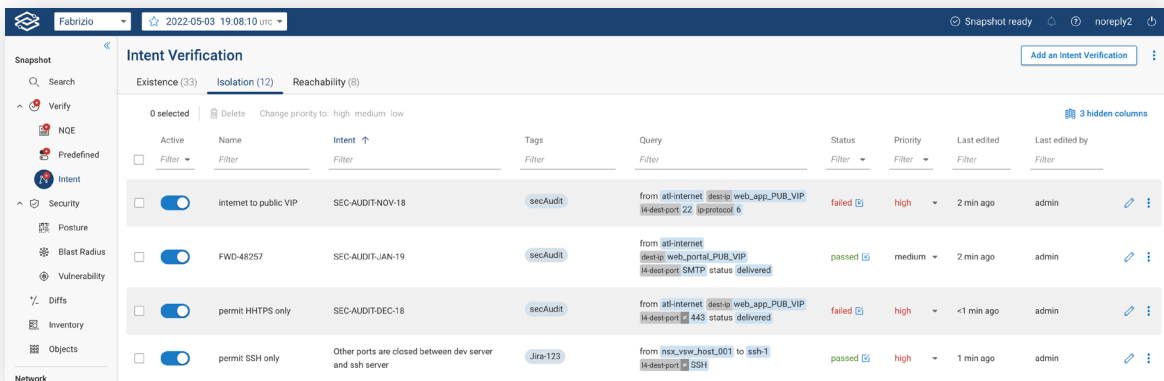 Fabrizio
2022-05-03 19:08:10 UTC
Snapshot ready
noreply2
Snapshot
Search
Verify
NQE
Predefined
Intent
Security
Posture
Blast Radius
Vulnerability
Diffs
Inventory
Objects
Network
Intent Verification
Add an Intent Verification
Existence (33) Isolation (12) Reachability (8)
0 selected Delete Change priority to: high medium low
3 hidden columns
Active Name Intent Tags Query Status Priority Last edited Last edited by
Filter Filter Filter Filter Filter Filter Filter Filter Filter
internet to public VIP SEC-AUDIT-NOV-18 secAudit
from atl-internet dest-ip web_app_PUB_VIP
l4-dest-port 22 ip-protocol 6
failed high 2 min ago admin
FWD-48257 SEC-AUDIT-JAN-19 secAudit
from atl-internet
dest-ip web_portal_PUB_VIP
l4-dest-port SMTP status delivered
passed medium 2 min ago admin
permit HHTPS only SEC-AUDIT-DEC-18 secAudit
from atl-internet dest-ip web_app_PUB_VIP
l4-dest-port ≠ 443 status delivered
failed high <1 min ago admin
permit SSH only
Other ports are closed between dev server
and ssh server
Jira-123
from nsx_vsw_host_001 to ssh-1
l4-dest-port ≠ SSH
passed high 1 min ago admin